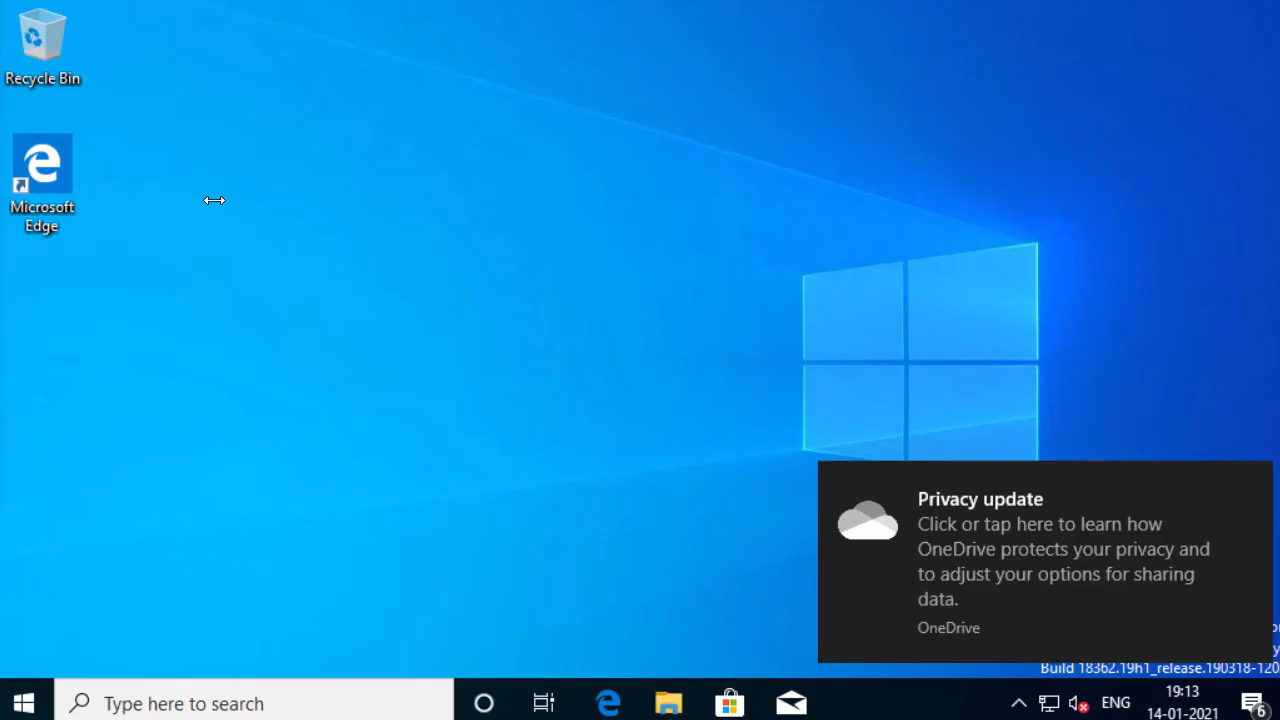 Recycle Bin
Microsoft
Edge
Privacy update
Click or tap here to learn how
OneDrive protects your privacy and
to adjust your options for sharing
data.
OneDrive
Build 18362.19h1_release.190318-120
Type here to search
ENG
19:13
14-01-2021
6